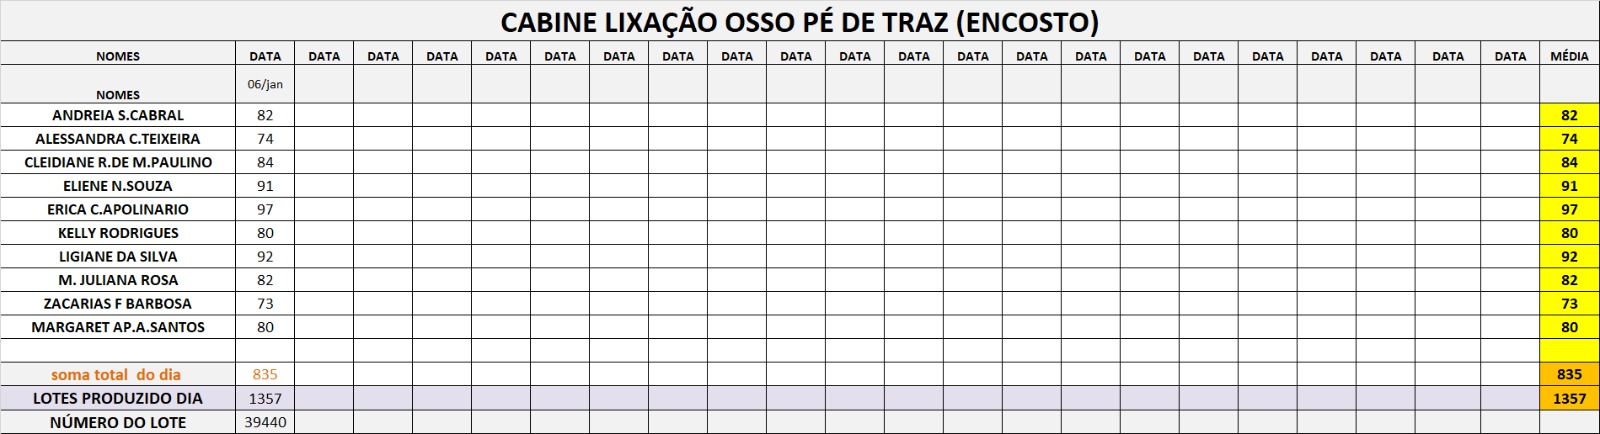 CABINE LIXAÇÃO OSSO PÉ DE TRAZ (ENCOSTO)
NOMES DATA DATA DATA DATA DATA DATA DATA DATA DATA DATA DATA DATA DATA DATA DATA DATA DATA DATA DATA DATA DATA MÉDIA
NOMES 06/jan
ANDREIA S.CABRAL 82 82
ALESSANDRA C.TEIXEIRA 74 74
CLEIDIANE R.DE M.PAULINO 84 84
ELIENE N.SOUZA 91 91
ERICA C.APOLINARIO 97 97
KELLY RODRIGUES 80 80
LIGIANE DA SILVA 92 92
M. JULIANA ROSA 82 82
ZACARIAS F BARBOSA 73 73
MARGARET AP.A.SANTOS 80 80
soma total do dia 835 835
LOTES PRODUZIDO DIA 1357 1357
NÚMERO DO LOTE 39440